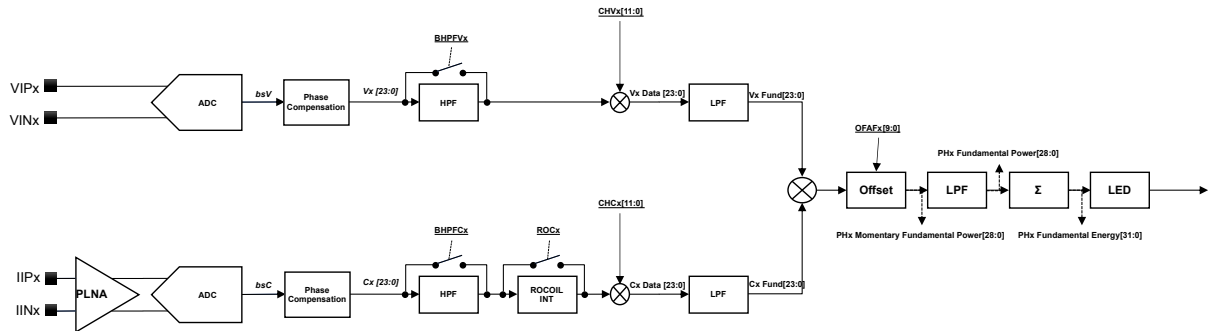 CHVx[11:0]
BHPFVx
VIPx
VINx
ADC
bsV
Phase
Compensation
Vx [23:0]
HPF
Vx Data [23:0]
LPF
Vx Fund[23:0]
OFAFx[9:0]
PHx Fundamental Power[28:0]
Offset
LPF
Σ
LED
PHx Momentary Fundamental Power[28:0]
PHx Fundamental Energy[31:0]
CHCx[11:0]
BHPFCx
ROCx
IIPx
IINx
PLNA
ADC
bsC
Phase
Compensation
Cx [23:0]
HPF
ROCOIL
INT
Cx Data [23:0]
LPF
Cx Fund[23:0]